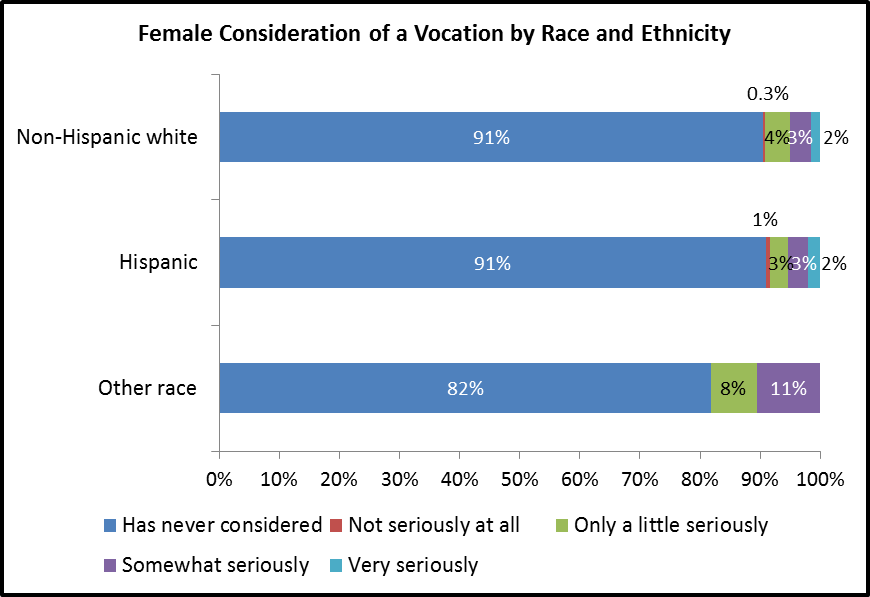 Female Consideration of a Vocation by Race and Ethnicity
0.3%
Non-Hispanic white 91% 4% 3% 2%
1%
Hispanic 91% 3% 3% 2%
Other race 82% 8% 11%
0% 10% 20% 30% 40% 50% 60% 70% 80% 90% 100%
Has never considered Not seriously at all Only a little seriously
Somewhat seriously Very seriously